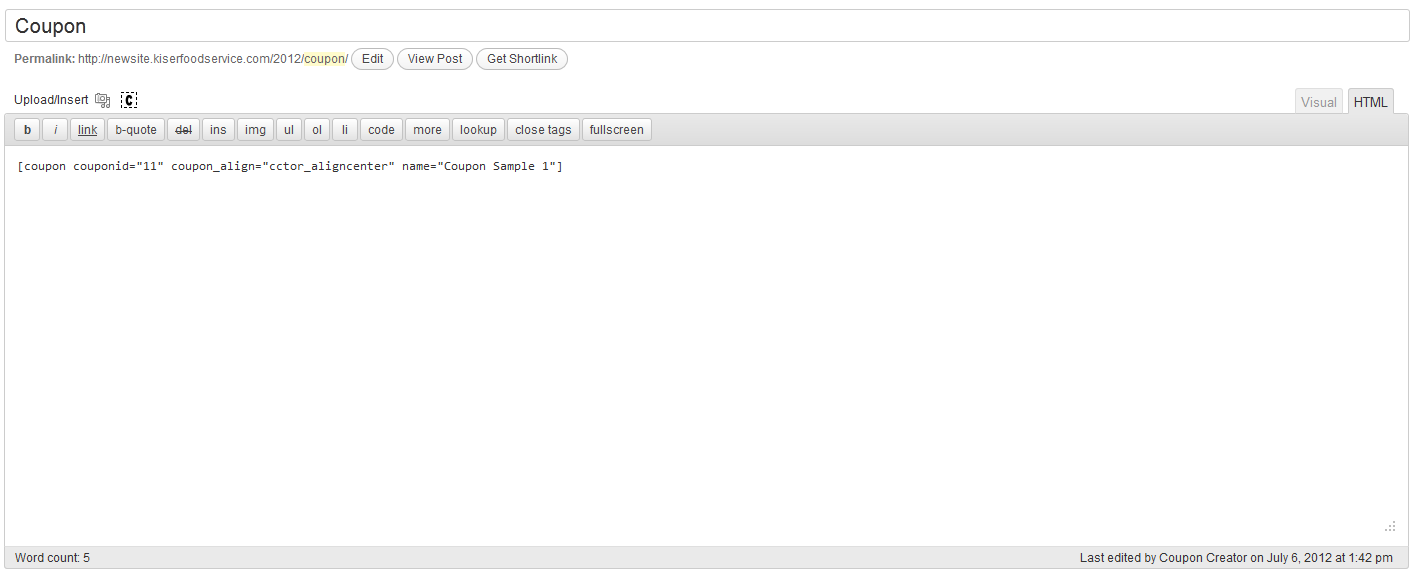 Coupon
Permalink: http://newsite.kiserfoodservice.com/2012/coupon/ Edit View Post Get Shortlink
Upload/Insert C Visual HTML
b i link b-quote del ins img ul ol li code more lookup close tags fullscreen
[coupon couponid="11" coupon_align="cctor_aligncenter" name="Coupon Sample 1"]
Word count: 5 Last edited by Coupon Creator on July 6, 2012 at 1:42 pm